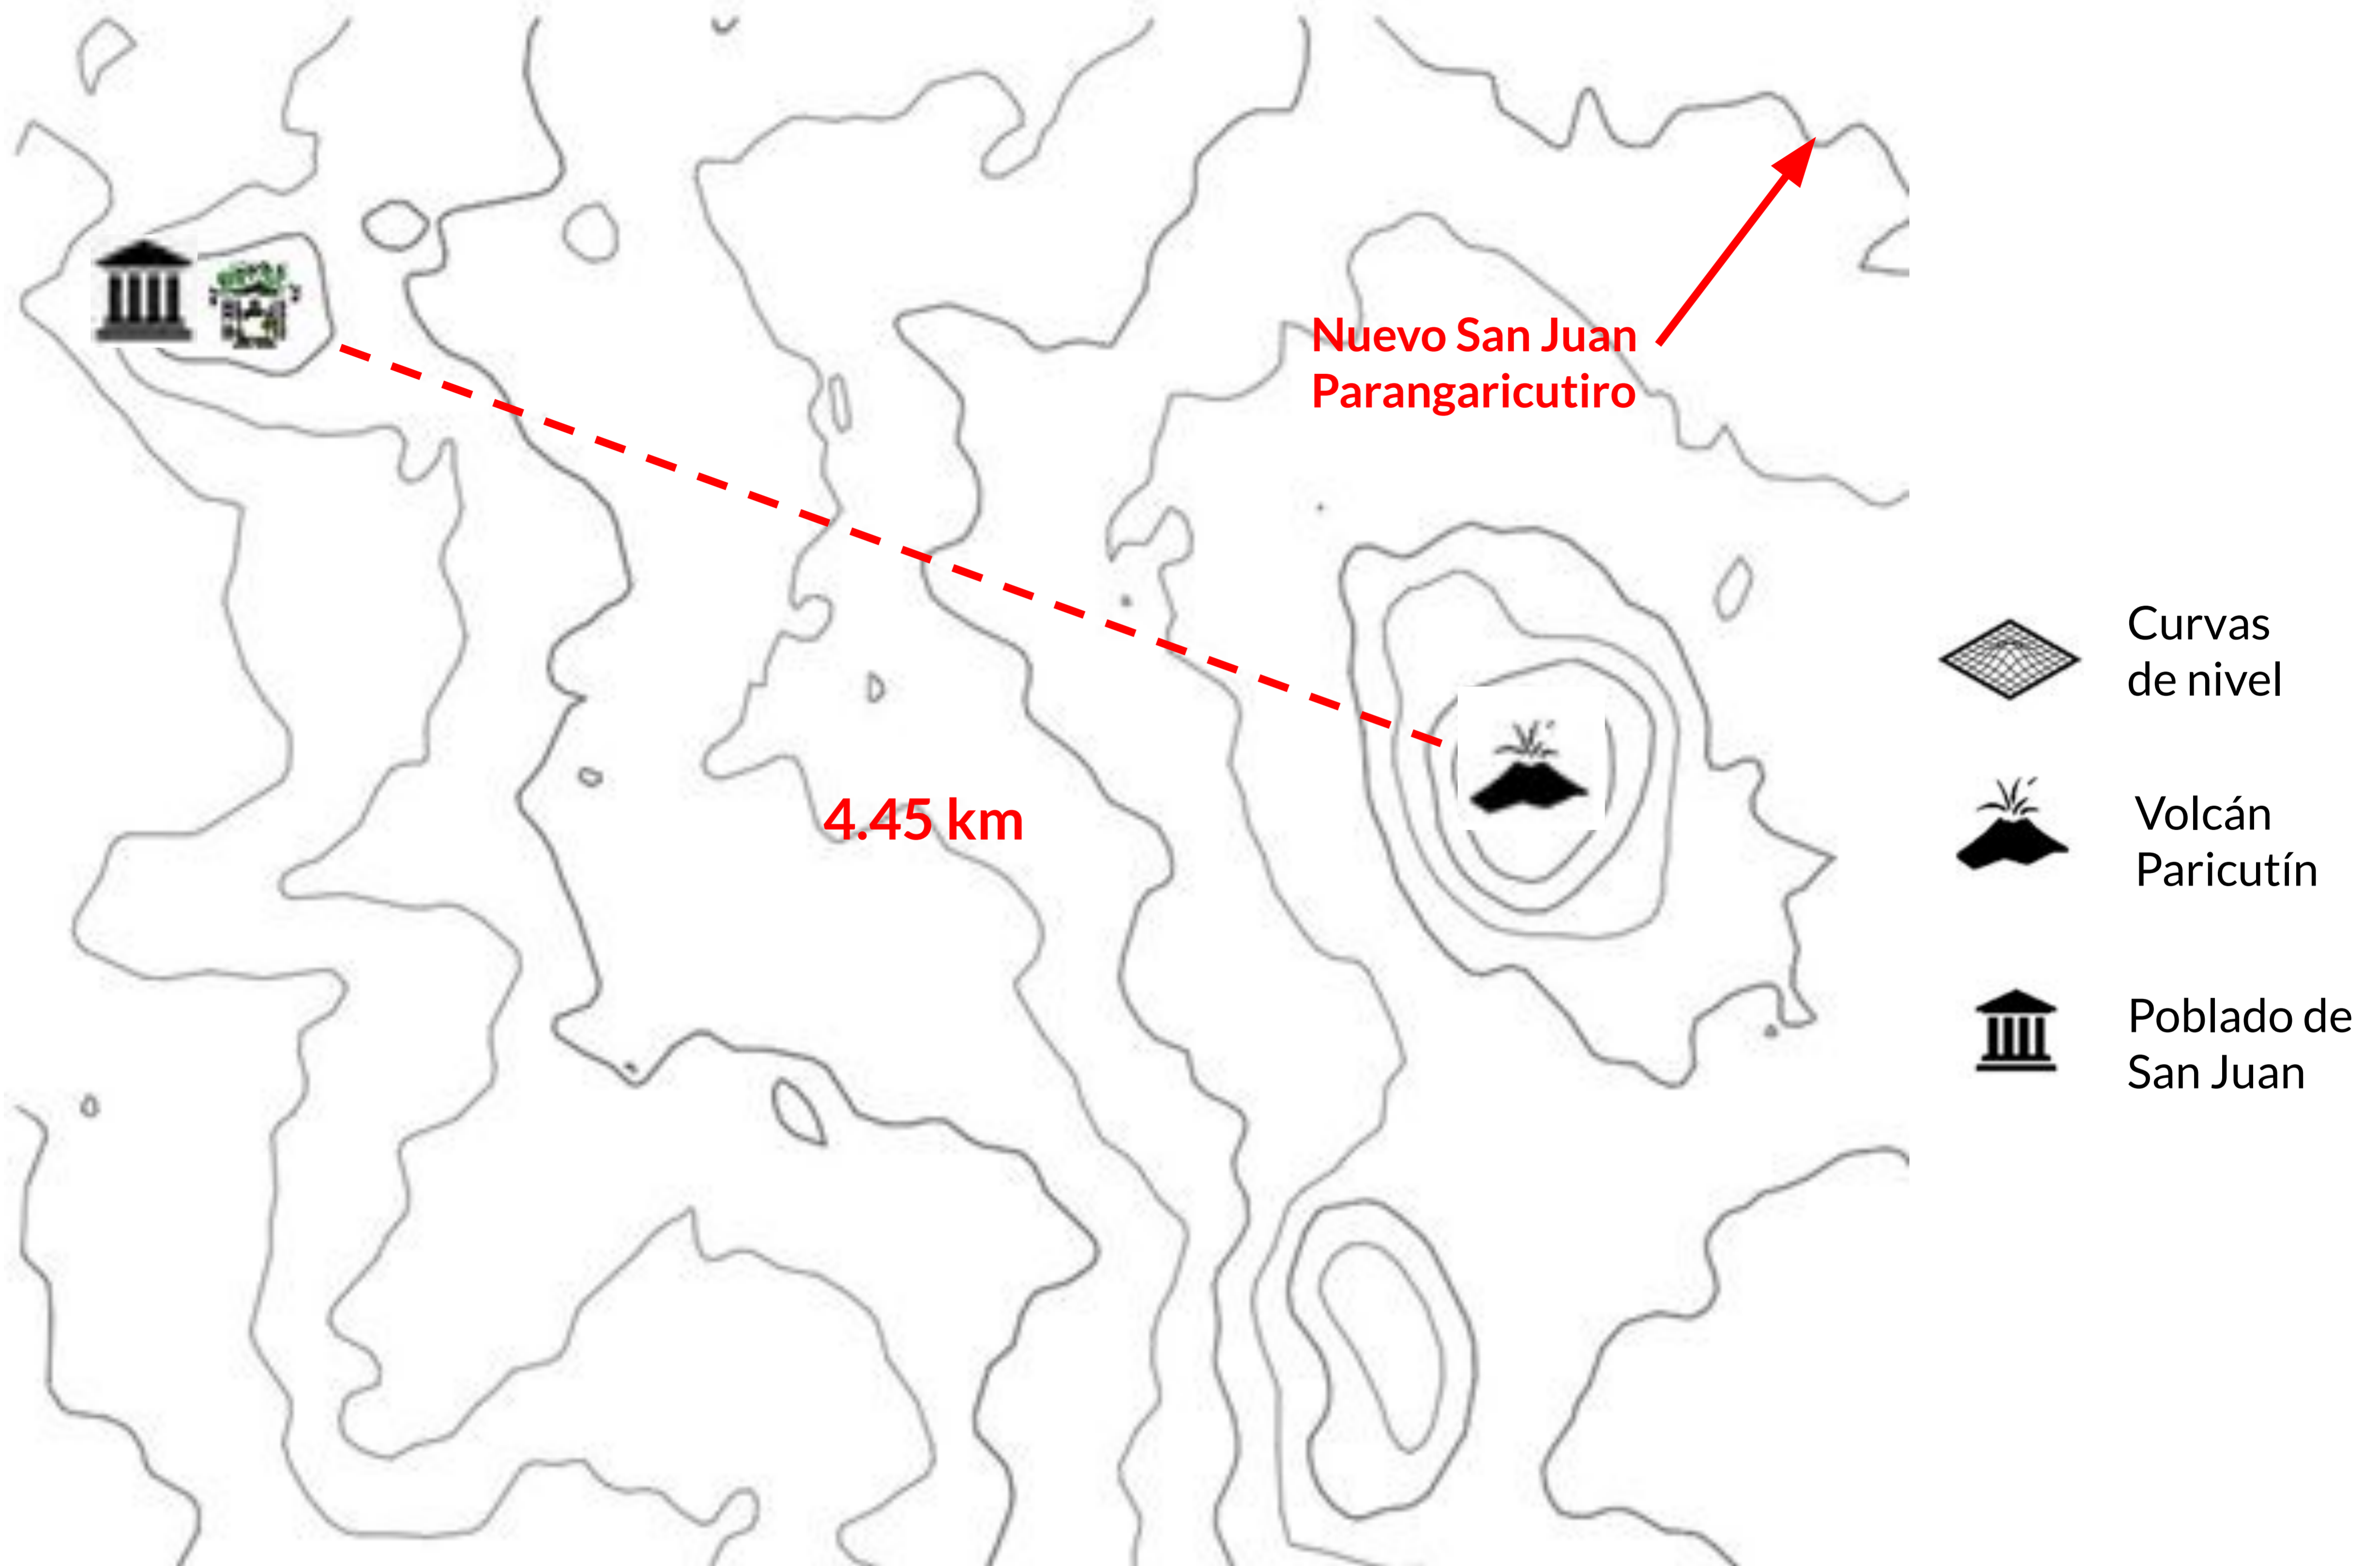 Nuevo San Juan
Parangaricutiro
4.45 km
Curvas
de nivel
Volcán
Paricutín
Poblado de
San Juan